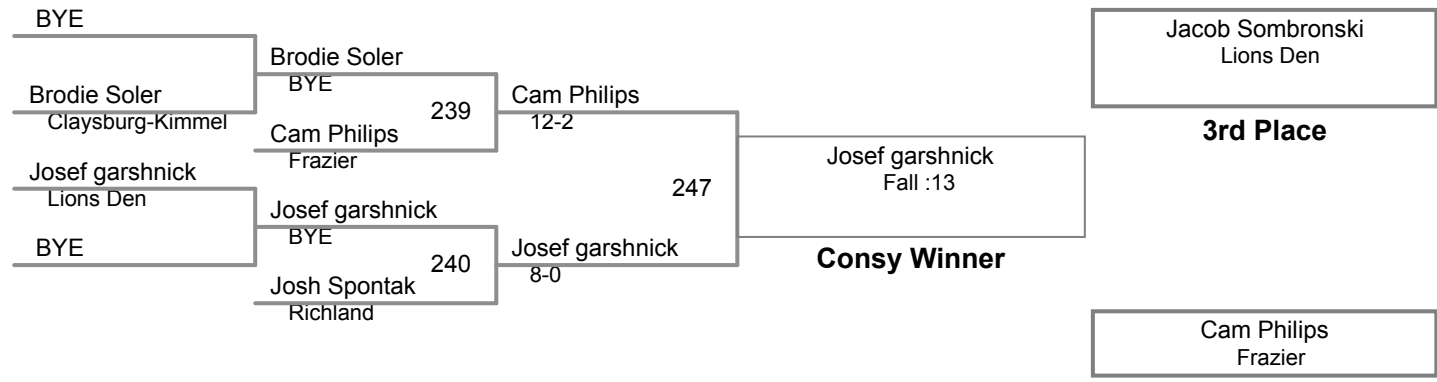 BYE
Brodie Soler
Claysburg-Kimmel
Josef garshnick
Lions Den
BYE
Brodie Soler
BYE
239
Cam Philips
Frazier
Josef garshnick
BYE
240
Josh Spontak
Richland
Cam Philips
12-2
247
Josef garshnick
8-0
Josef garshnick
Fall :13
Consy Winner
Jacob Sombronski
Lions Den
3rd Place
Cam Philips
Frazier